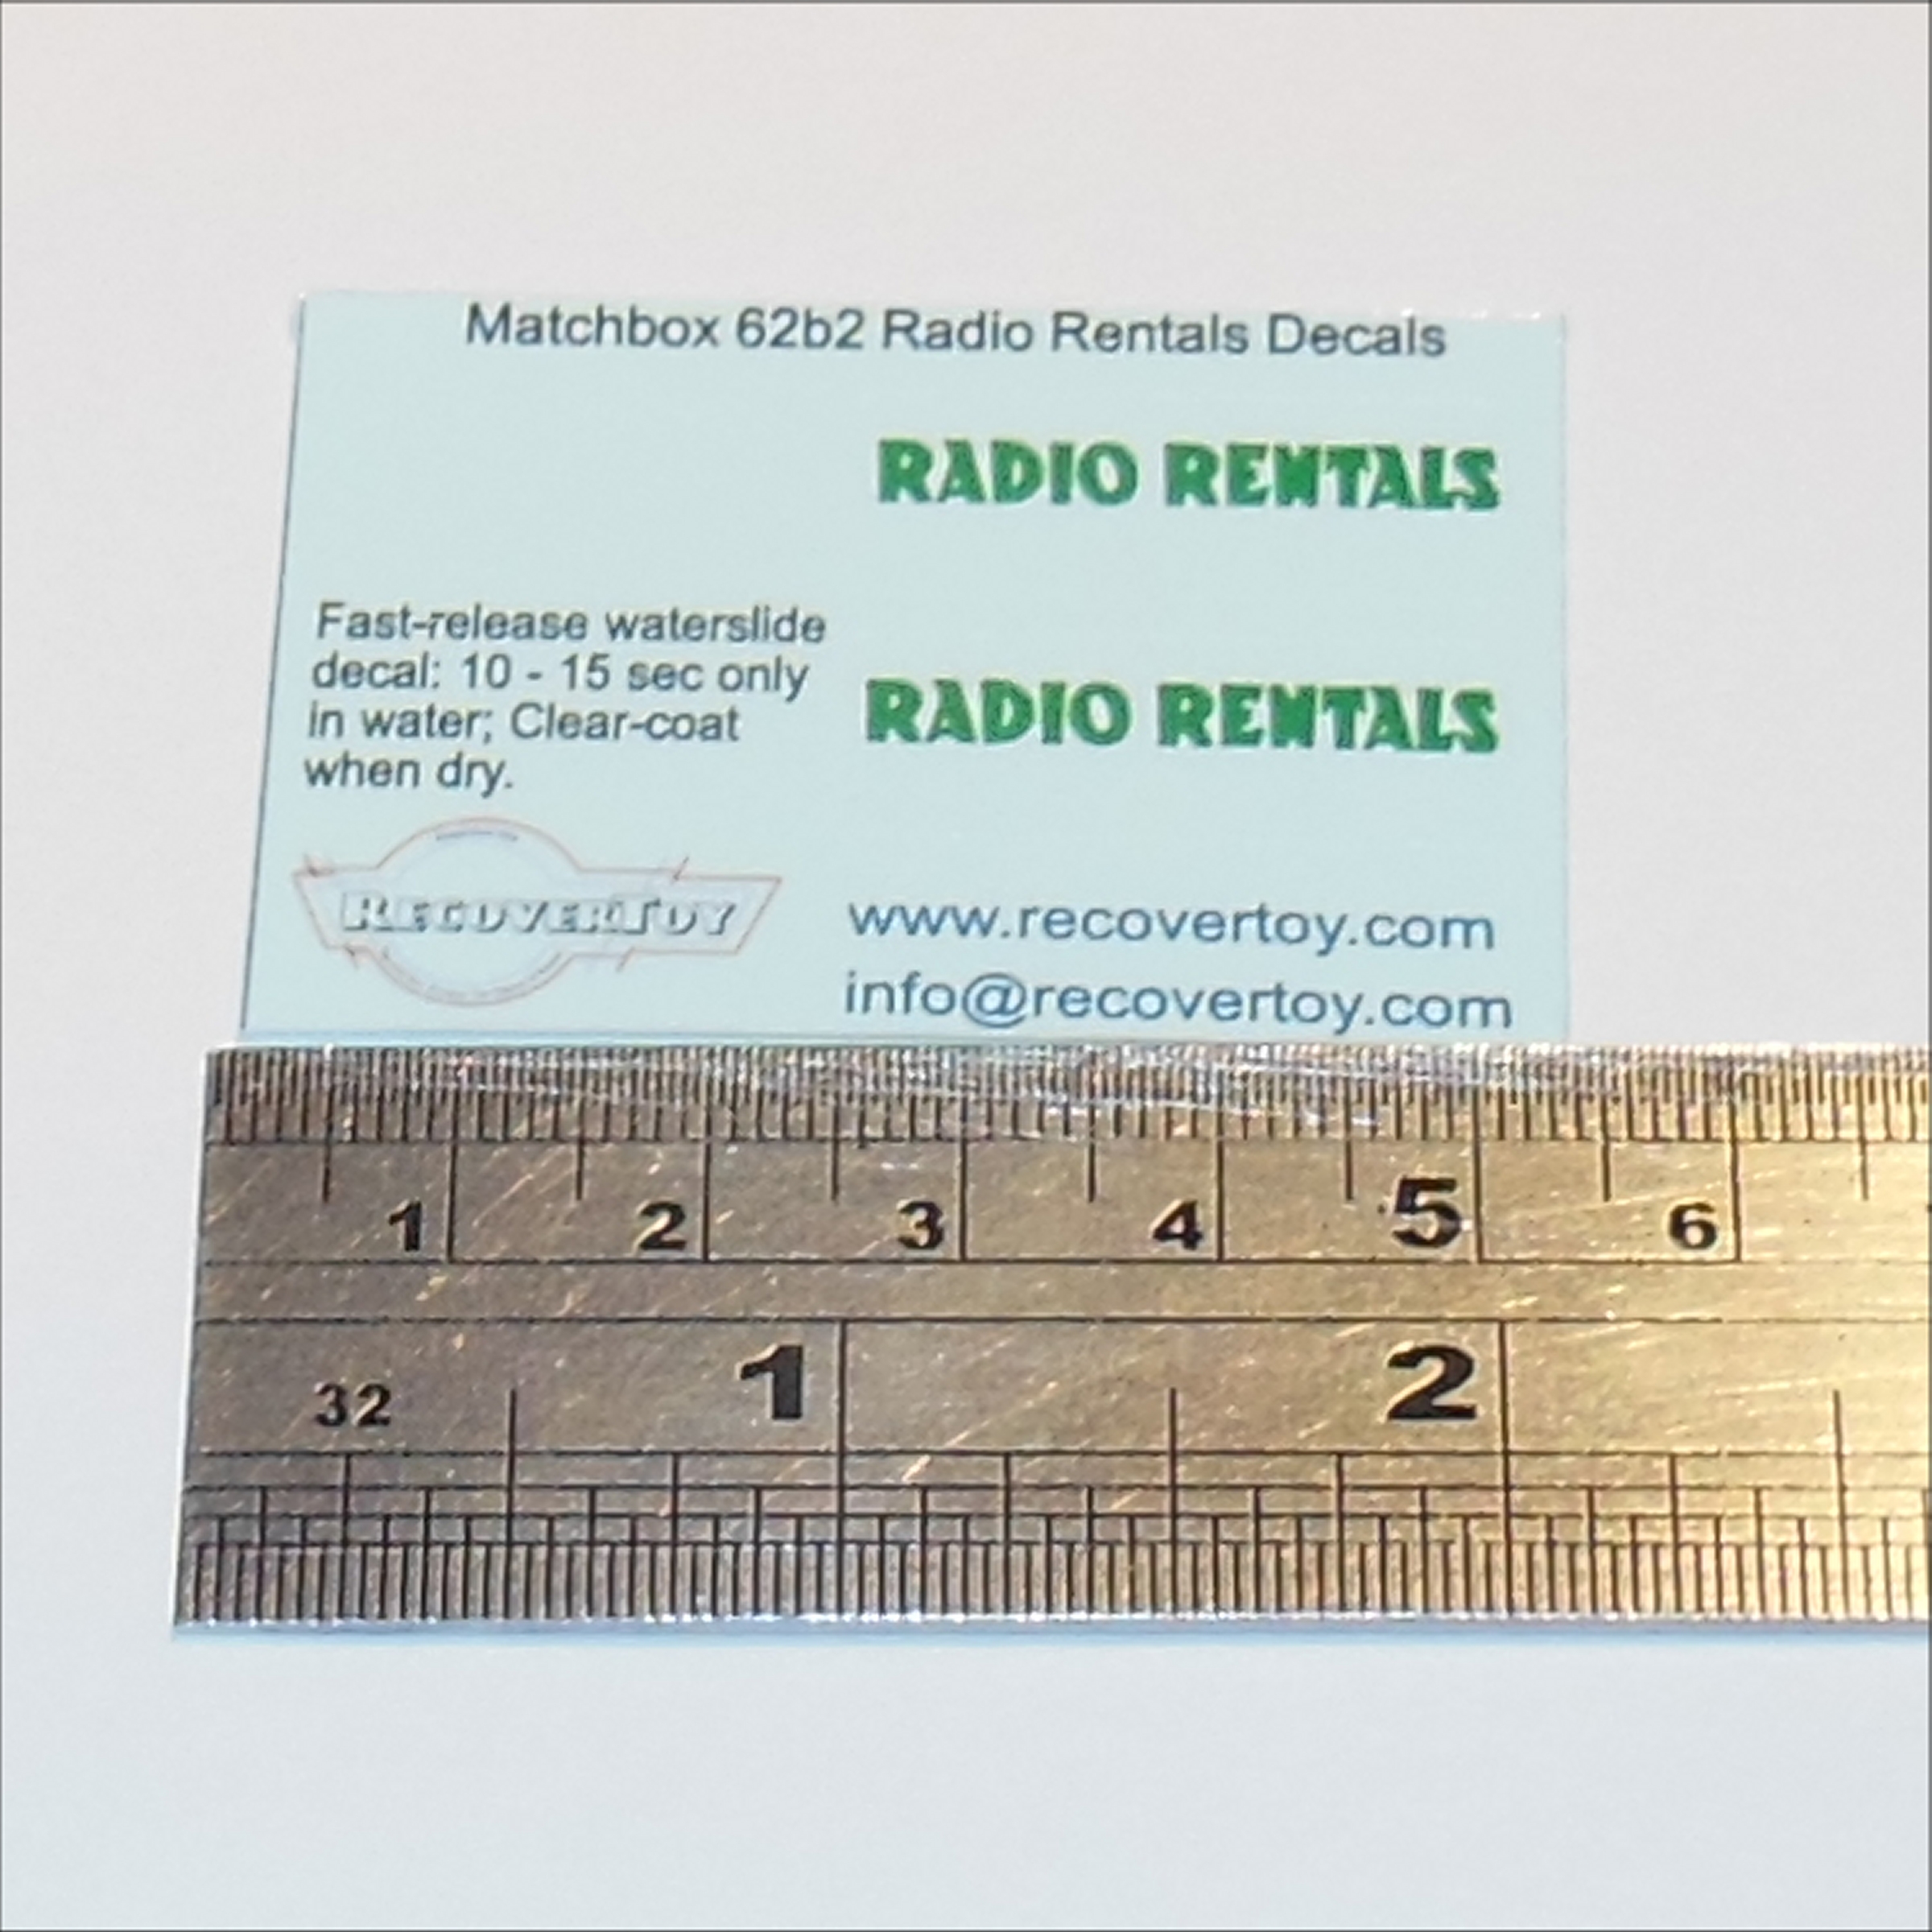 Matchbox 62b2 Radio Rentals Decals
RADIO RENTALS
Fast-release waterslide
decal: 10 - 15 sec only
in water; Clear-coat
when dry.
RADIO RENTALS
RECOVERTOY
www.recovertoy.com
info@recovertoy.com
1 2 3 4 5 6
32 1 2